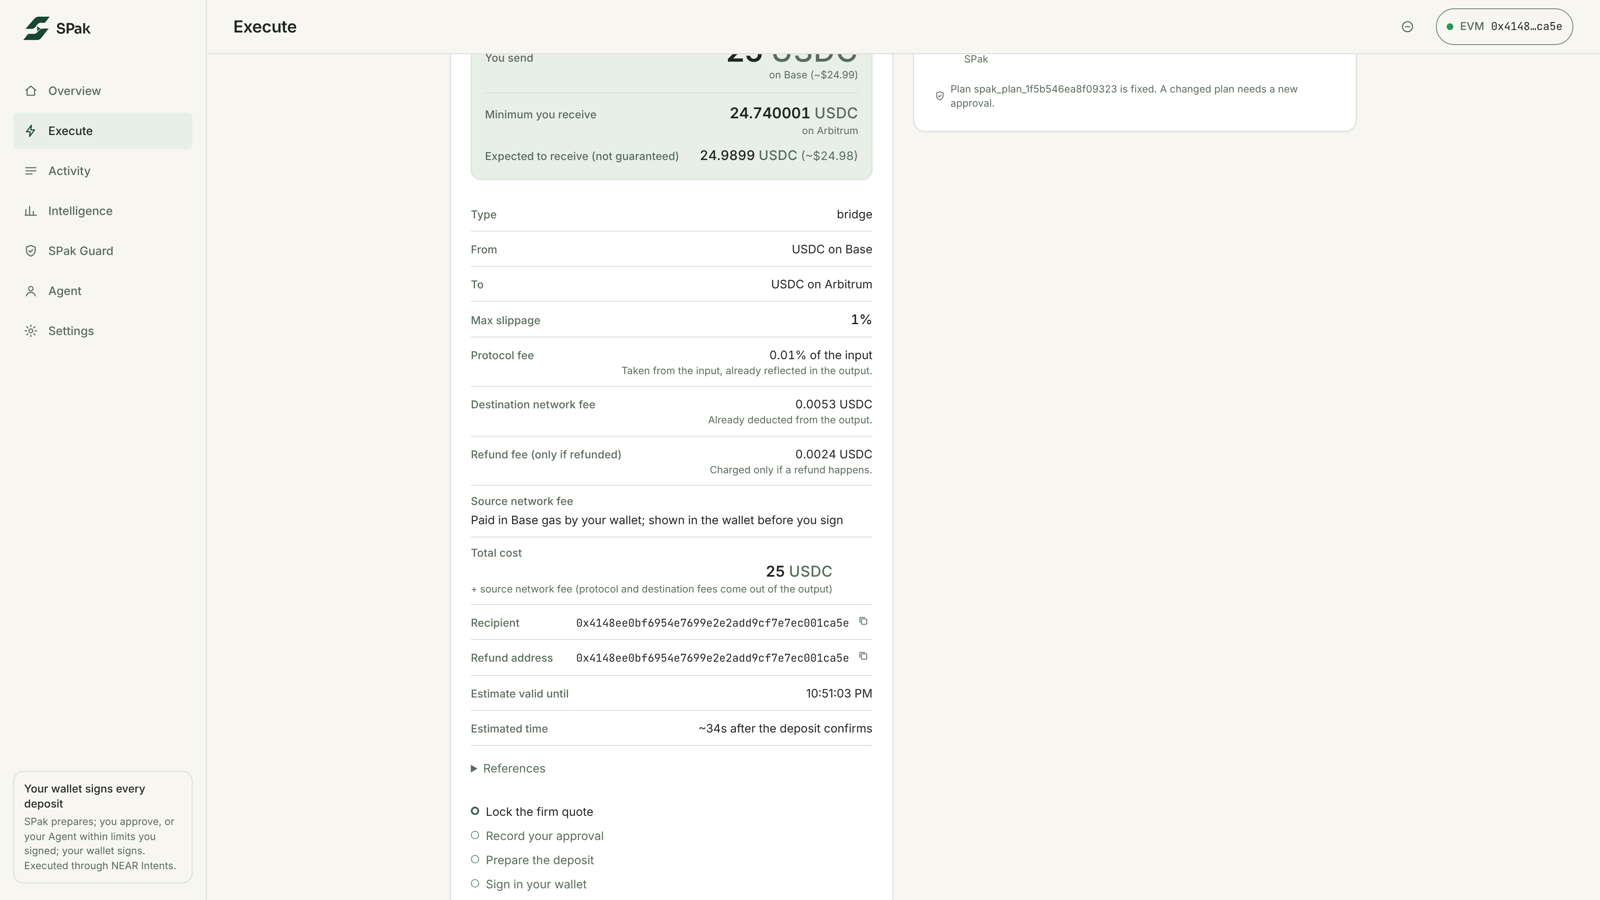 SPak
Execute
EVM 0x4148…ca5e
Overview
Execute
Activity
Intelligence
SPak Guard
Agent
Settings
Your wallet signs every
deposit
SPak prepares; you approve, or
your Agent within limits you
signed; your wallet signs.
Executed through NEAR Intents.
You send
25 USDC
on Base (~$24.99)
Minimum you receive
24.740001 USDC
on Arbitrum
Expected to receive (not guaranteed)
24.9899 USDC (~$24.98)
Type
bridge
From
USDC on Base
To
USDC on Arbitrum
Max slippage
1%
Protocol fee
0.01% of the input
Taken from the input, already reflected in the output.
Destination network fee
0.0053 USDC
Already deducted from the output.
Refund fee (only if refunded)
0.0024 USDC
Charged only if a refund happens.
Source network fee
Paid in Base gas by your wallet; shown in the wallet before you sign
Total cost
25 USDC
+ source network fee (protocol and destination fees come out of the output)
Recipient
0x4148ee0bf6954e7699e2e2add9cf7e7ec001ca5e
Refund address
0x4148ee0bf6954e7699e2e2add9cf7e7ec001ca5e
Estimate valid until
10:51:03 PM
Estimated time
~34s after the deposit confirms
References
Lock the firm quote
Record your approval
Prepare the deposit
Sign in your wallet
SPak
Plan spak_plan_1f5b546ea8f09323 is fixed. A changed plan needs a new
approval.